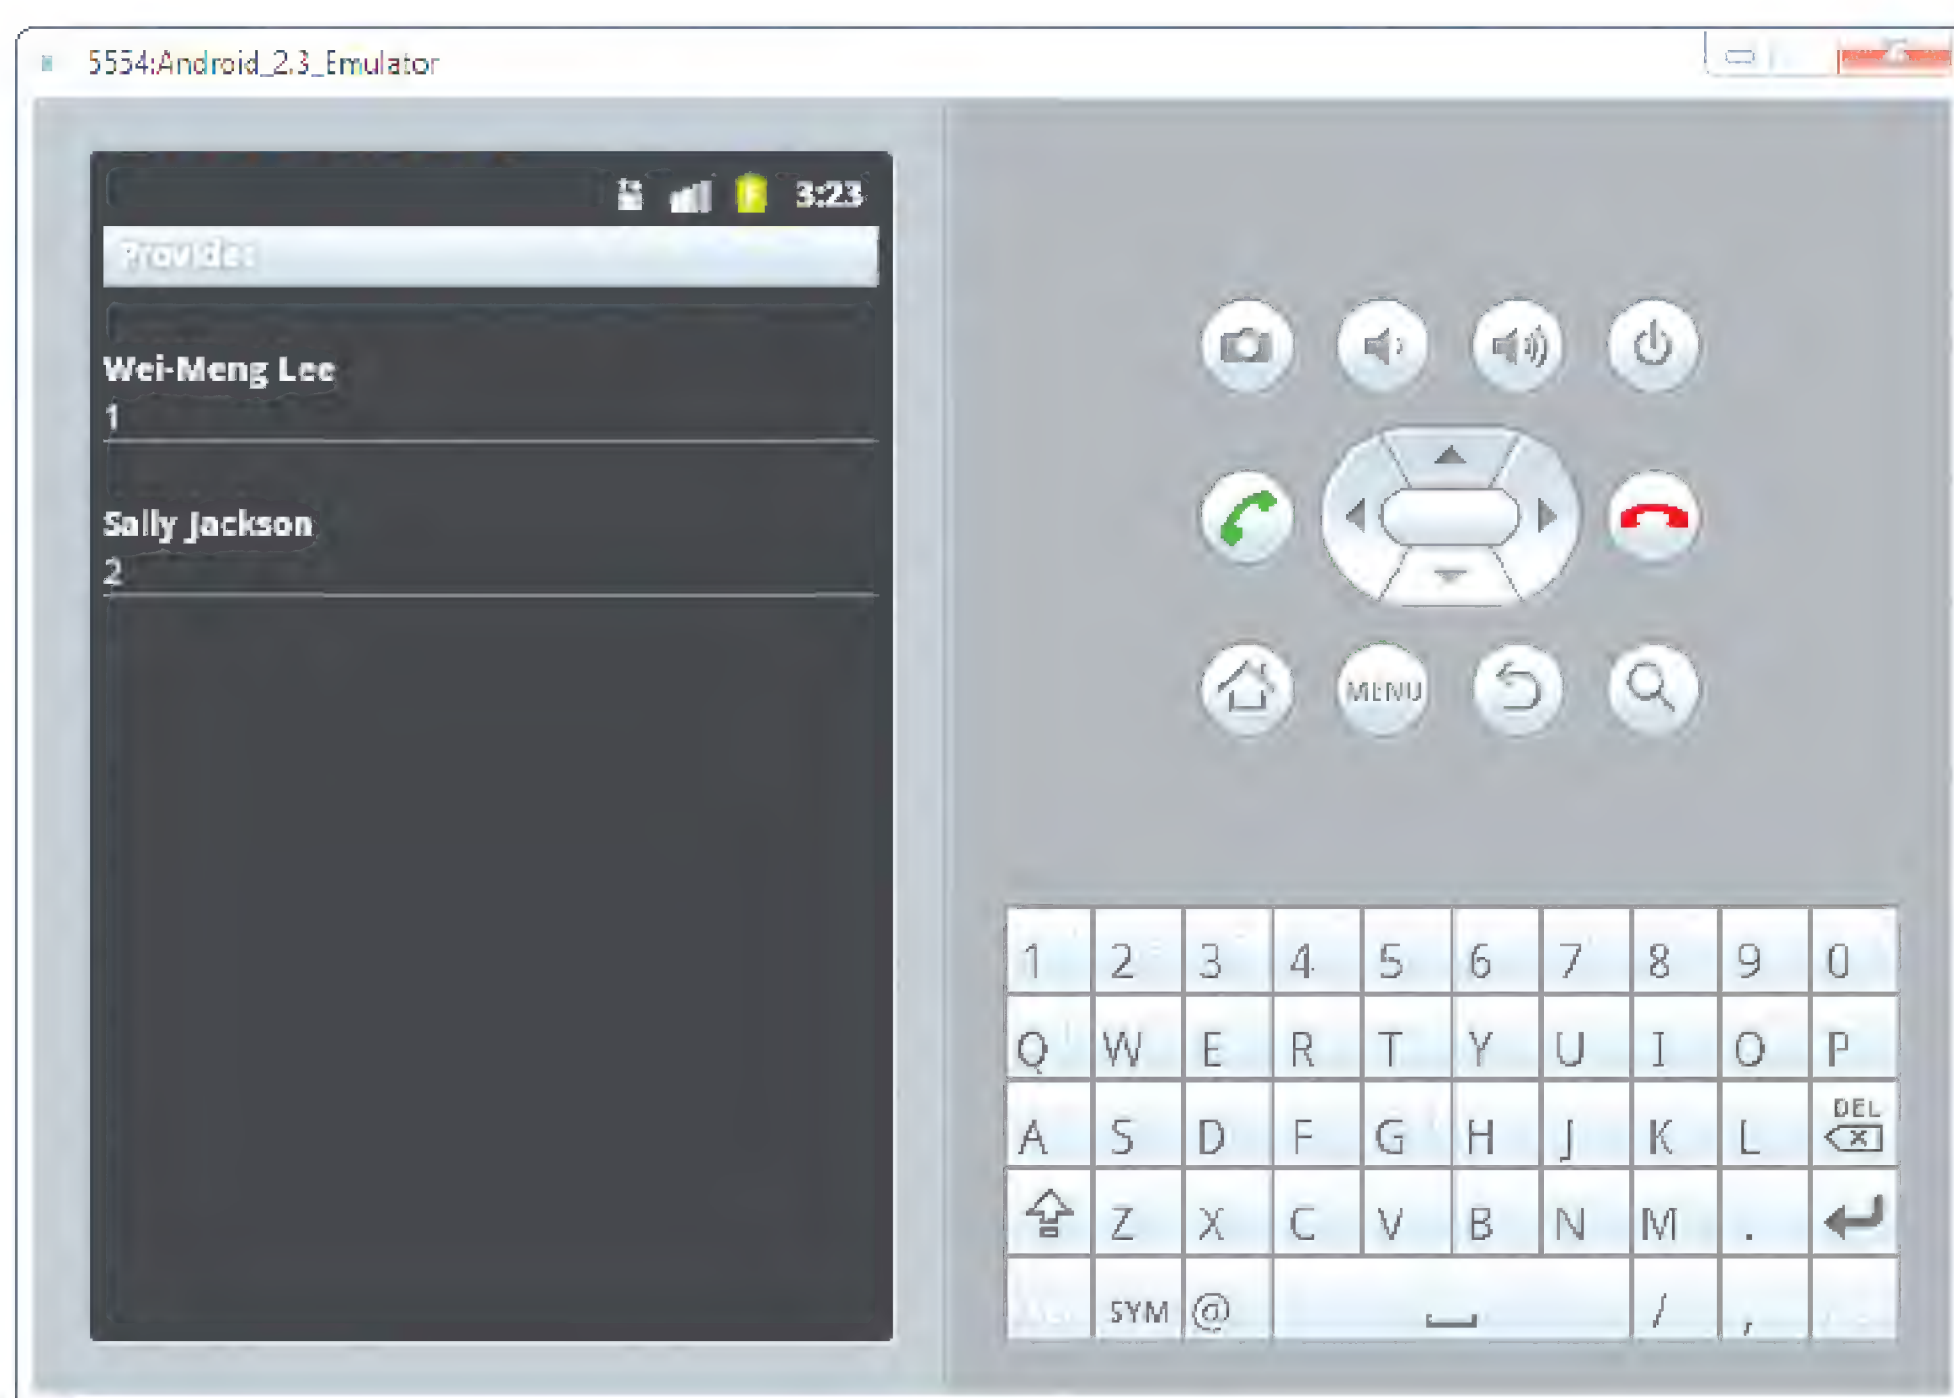 5554:Android_2.3_Emulator
3:23
Provider
Wei-Meng Lee
1
Sally Jackson
2
MENU
1 2 3 4 5 6 7 8 9 0
Q W E R T Y U I O P
A S D F G H J K L DEL
Z X C V B N M .
SYM @ / ,